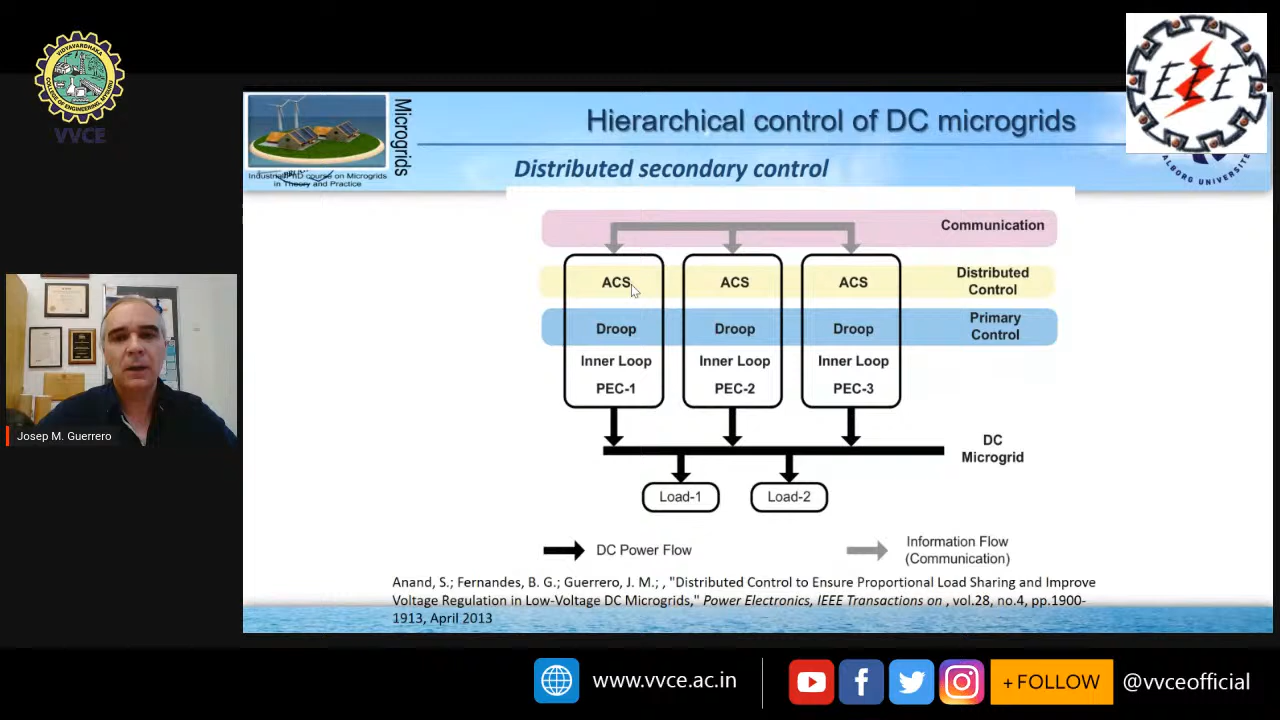 VIDYAVARDHAKA
VVCE
EEE
Microgrids
Hierarchical control of DC microgrids
Industrial/PhD course on Microgrids
in Theory and Practice
Distributed secondary control
ALBORG UNIVERSITE
Communication
ACS
ACS
ACS
Distributed
Control
Droop
Droop
Droop
Primary
Control
Inner Loop
Inner Loop
Inner Loop
PEC-1
PEC-2
PEC-3
DC
Microgrid
Load-1
Load-2
DC Power Flow
Information Flow
(Communication)
Anand, S.; Fernandes, B. G.; Guerrero, J. M.; , "Distributed Control to Ensure Proportional Load Sharing and Improve
Voltage Regulation in Low-Voltage DC Microgrids," Power Electronics, IEEE Transactions on , vol.28, no.4, pp.1900-
1913, April 2013
Josep M. Guerrero
www.vvce.ac.in
+ FOLLOW
@vvceofficial